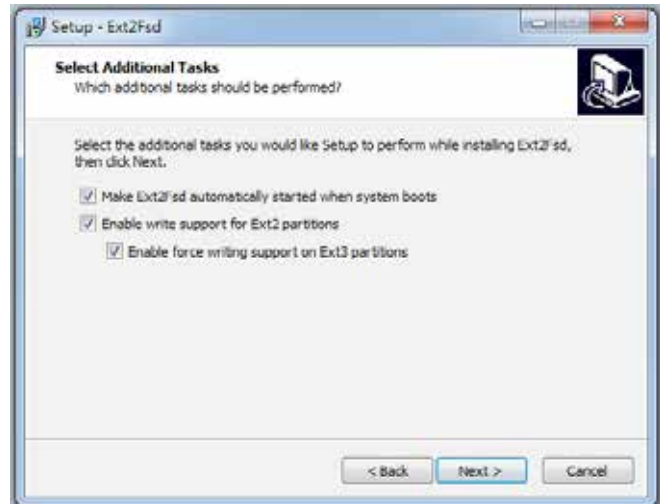 Setup - Ext2Fsd
Select Additional Tasks
Which additional tasks should be performed?
Select the additional tasks you would like Setup to perform while installing Ext2Fsd,
then click Next.
Make Ext2Fsd automatically started when system boots
Enable write support for Ext2 partitions
Enable force writing support on Ext3 partitions
< Back
Next >
Cancel